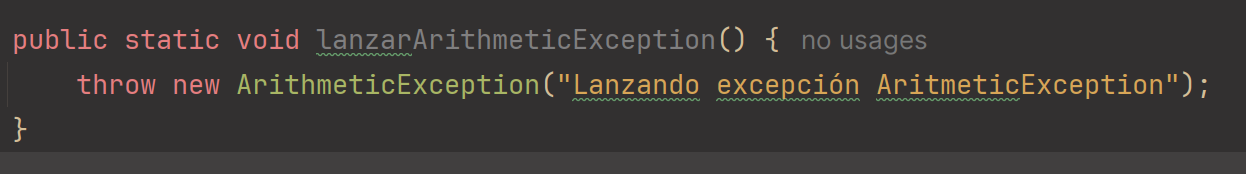 public static void lanzarArithmeticException() { no usages
throw new ArithmeticException("Lanzando excepción AritmeticException");
}